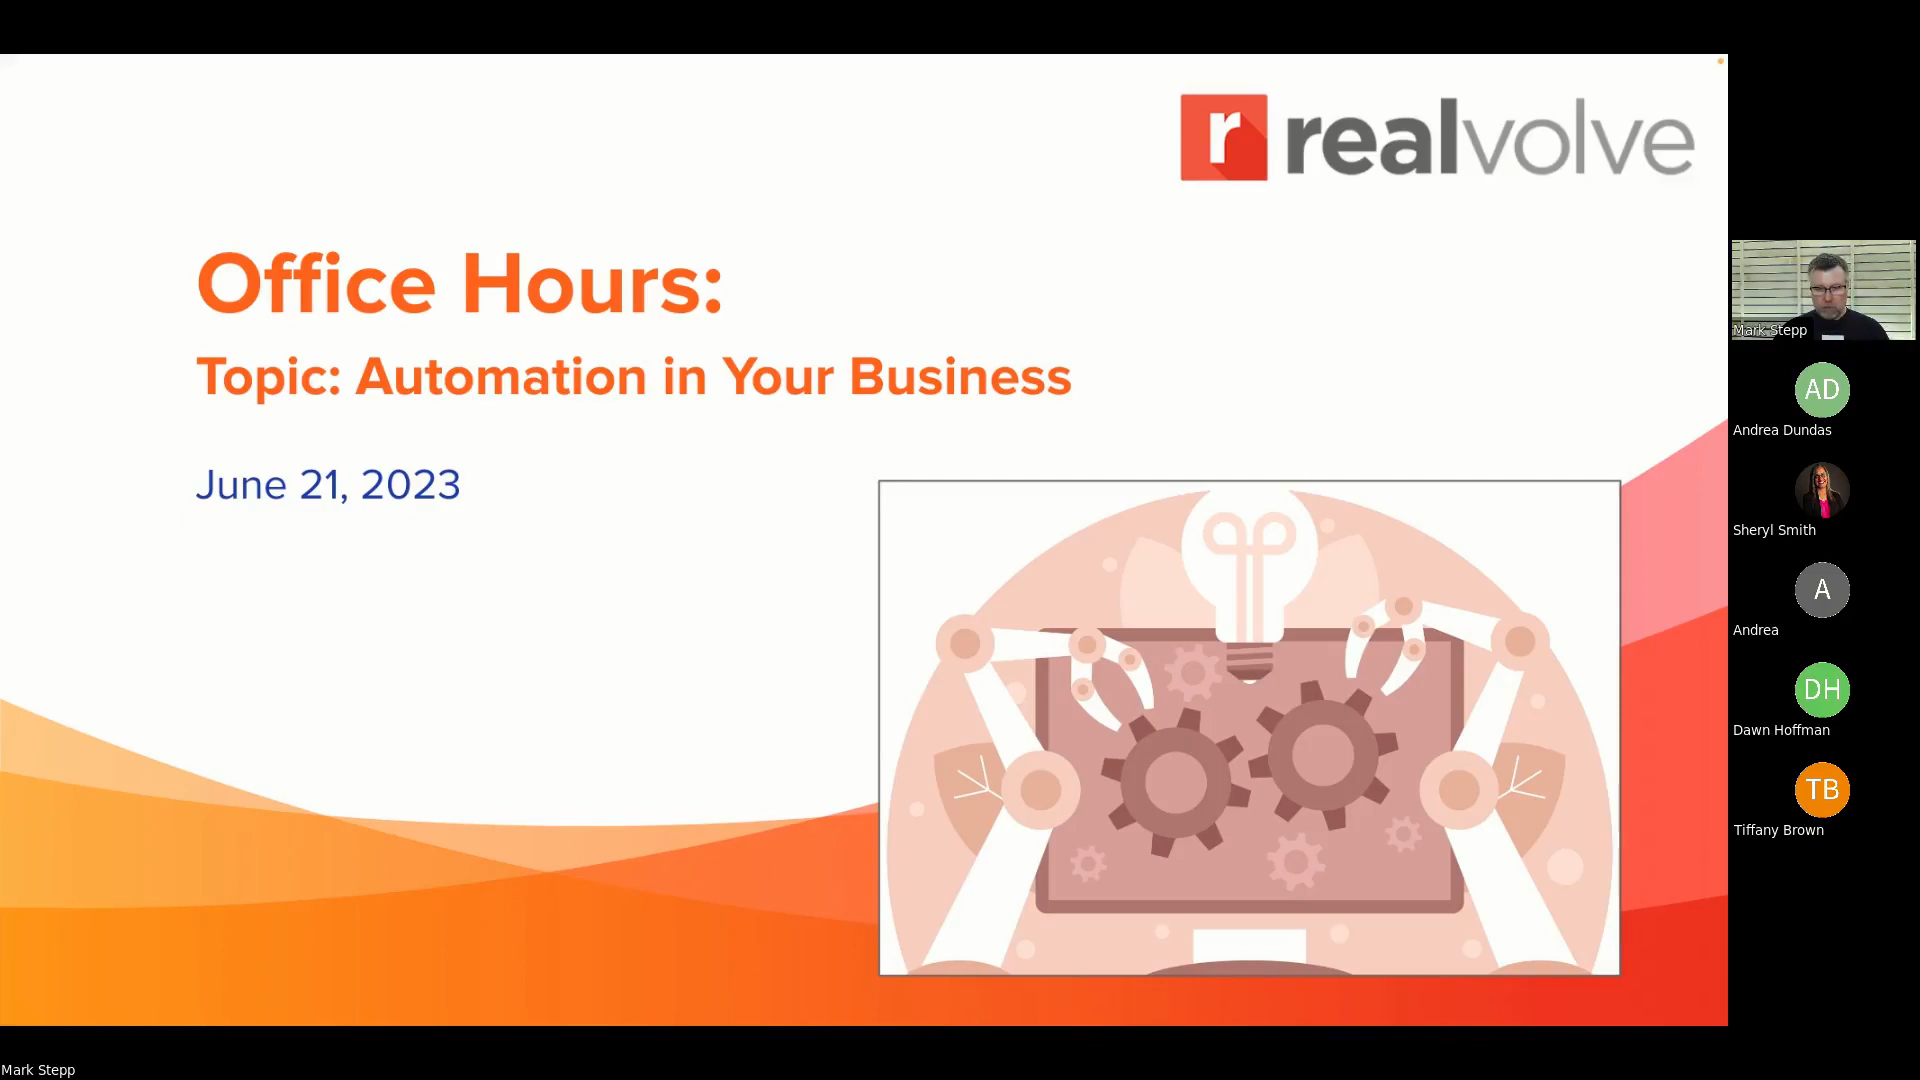 r realvolve
Office Hours:
Topic: Automation in Your Business
June 21, 2023
Mark Stepp
AD
Andrea Dundas
Sheryl Smith
A
Andrea
DH
Dawn Hoffman
TB
Tiffany Brown
Mark Stepp